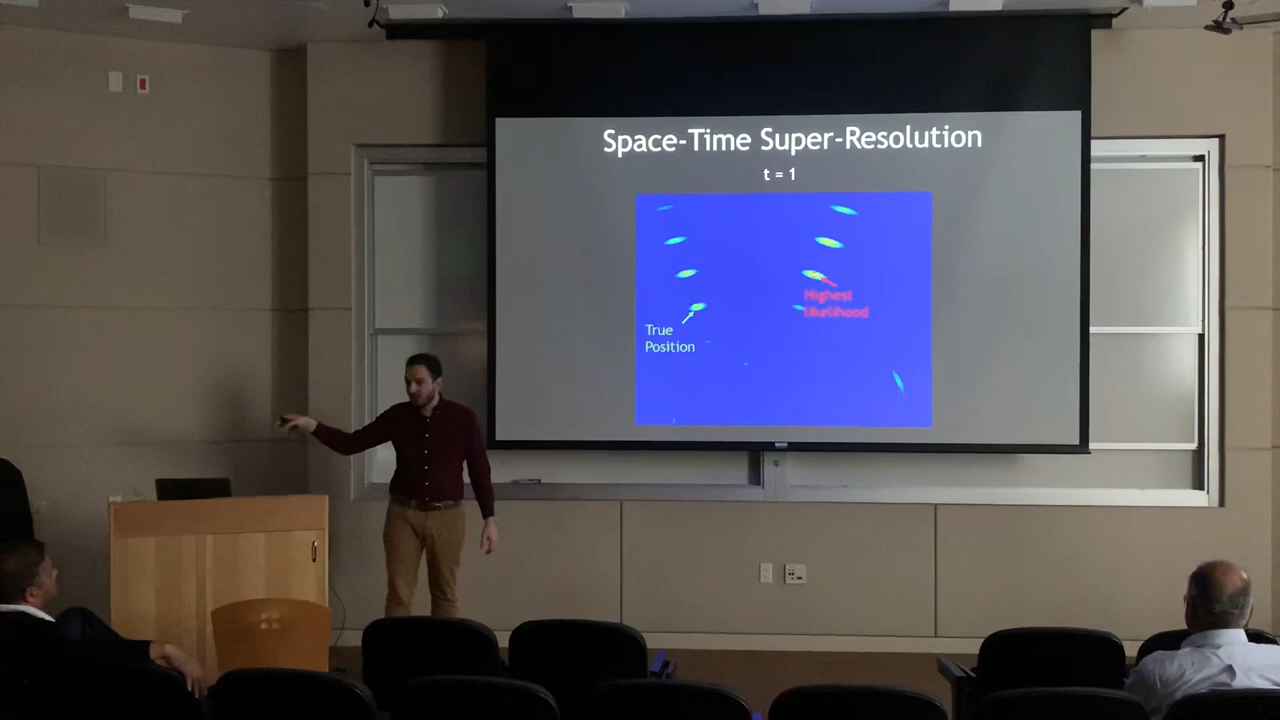 Space-Time Super-Resolution
t = 1
Highest
Likelihood
True
Position